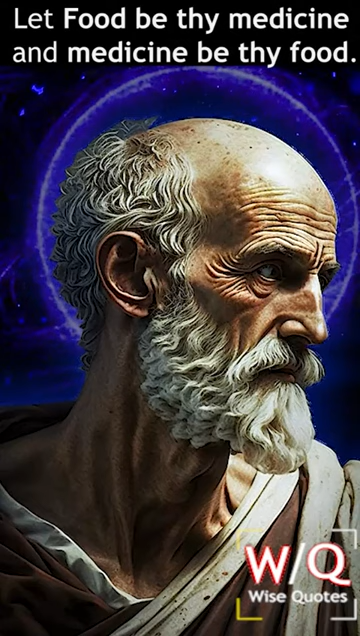 Let Food be thy medicine
and medicine be thy food.
W/Q
Wise Quotes